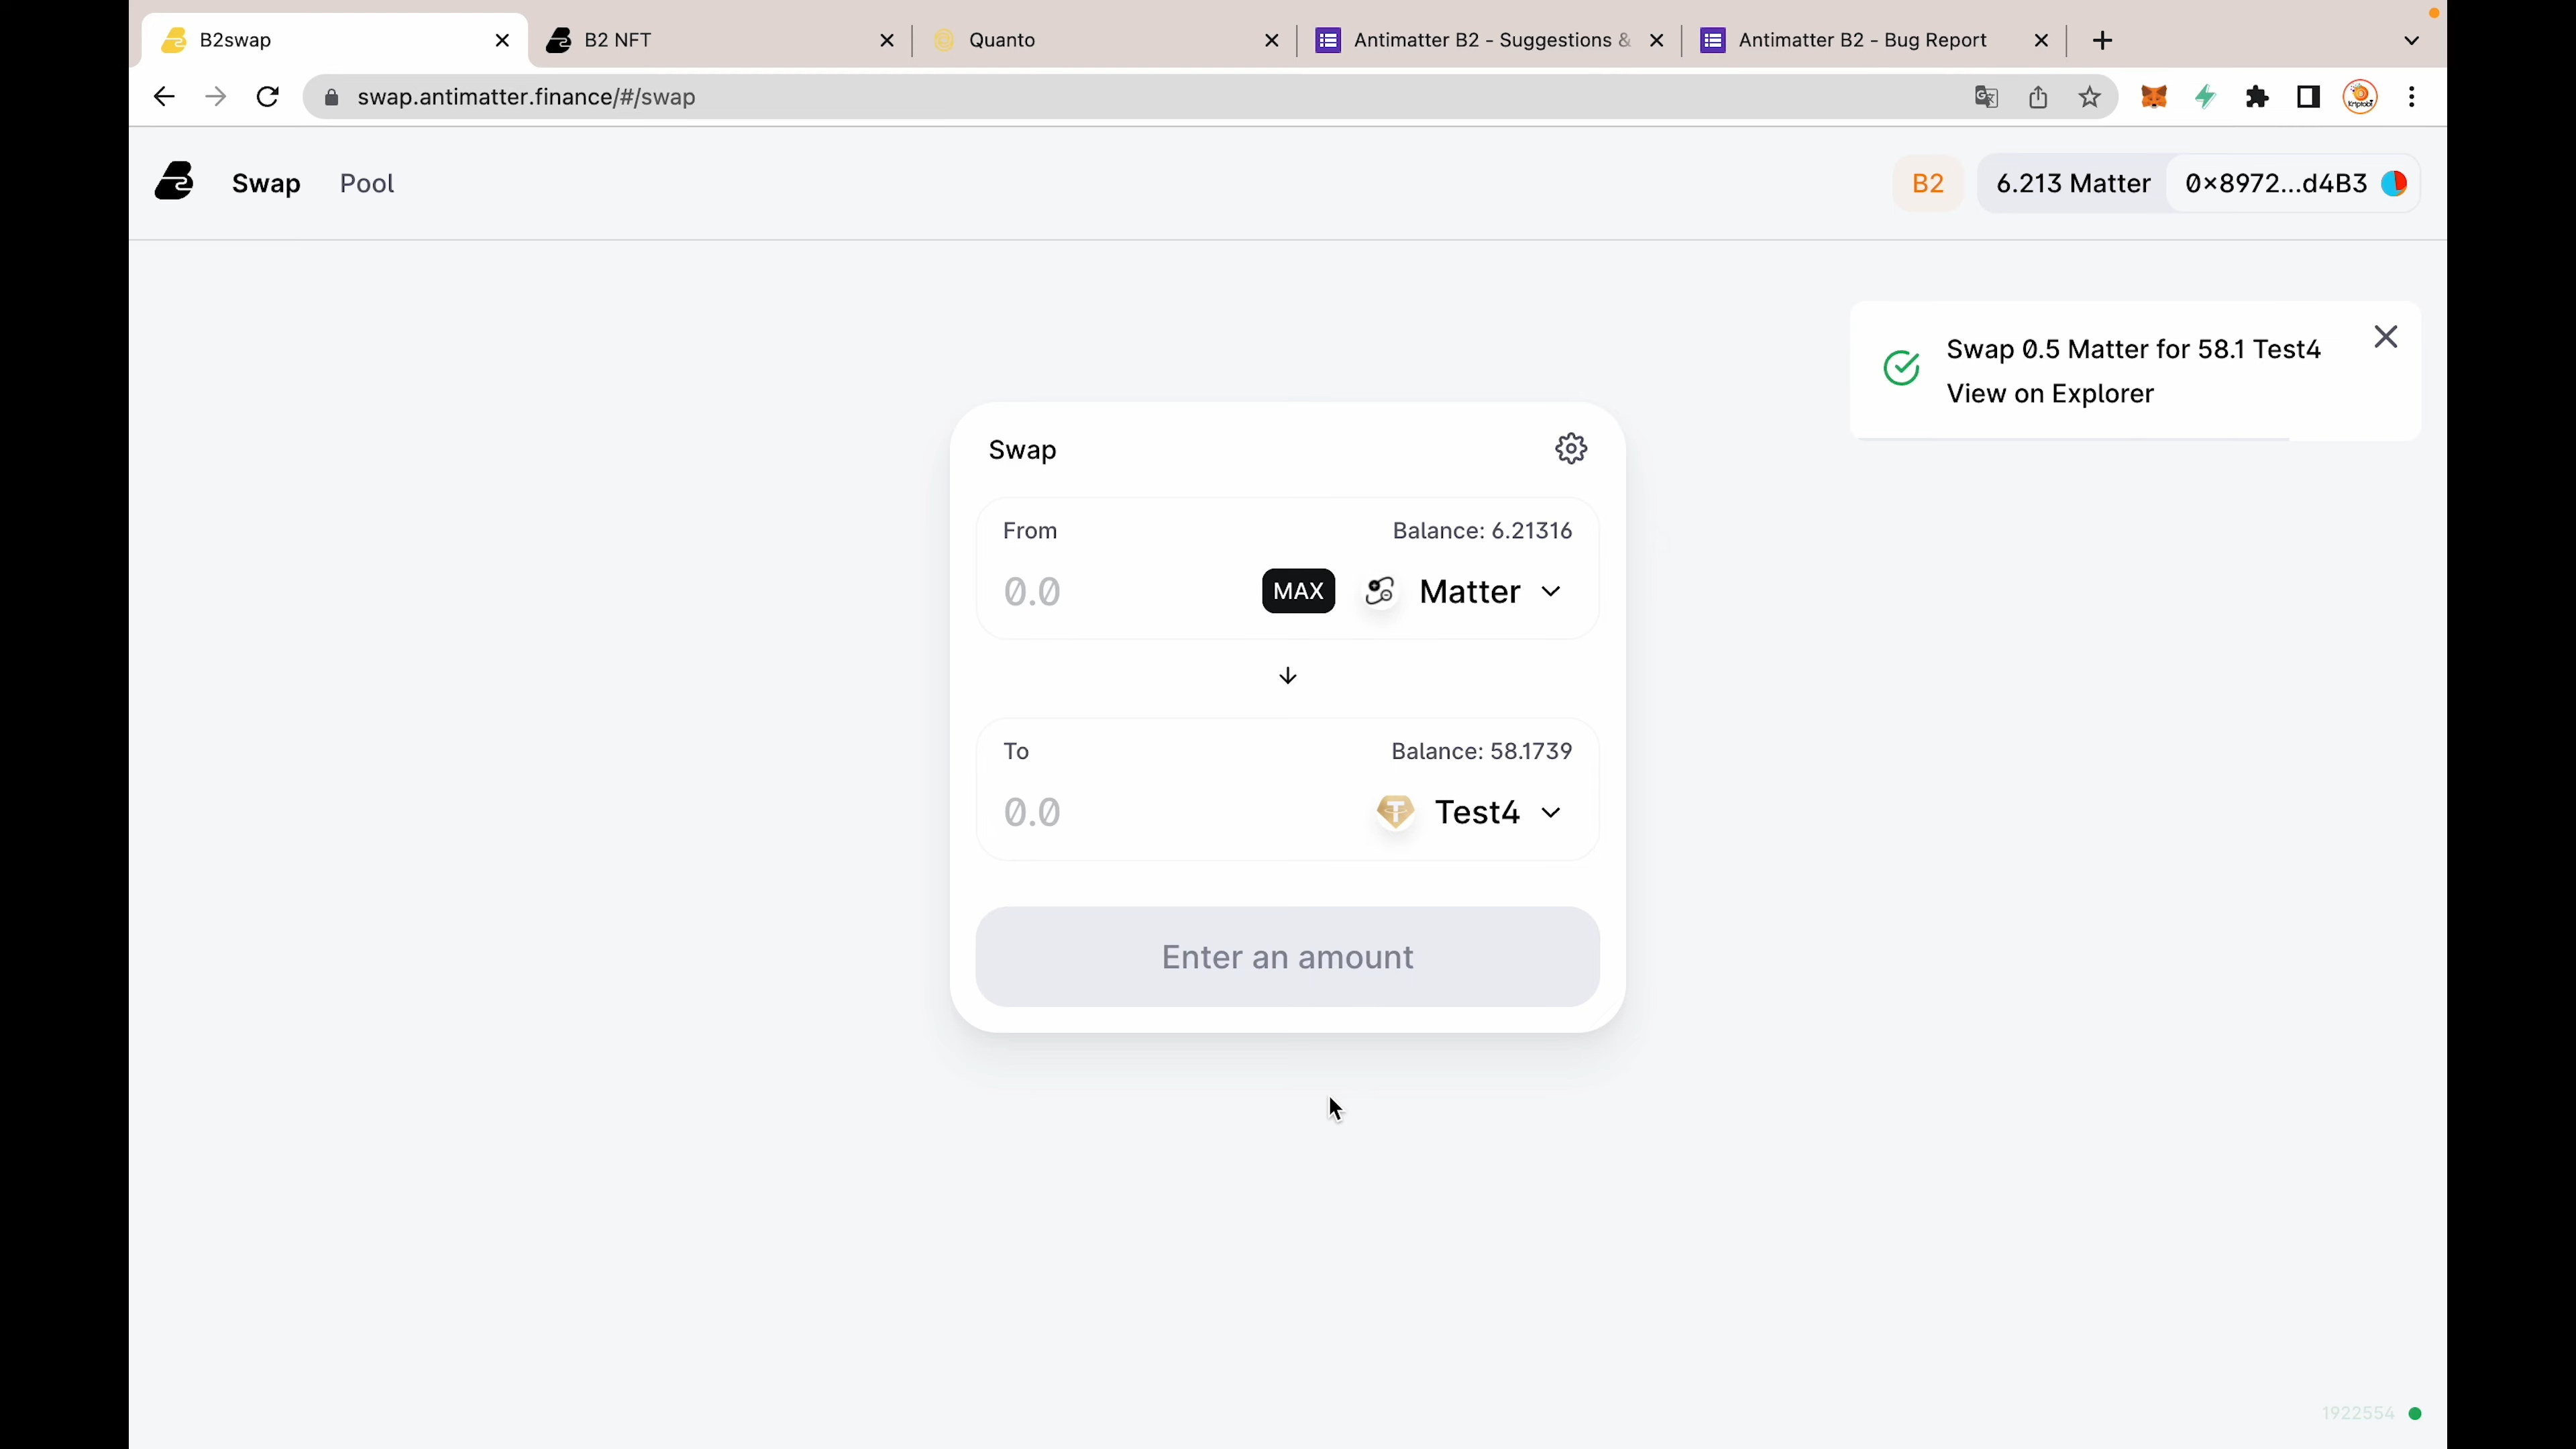 B2swap
B2 NFT
Quanto
Antimatter B2 - Suggestions &
Antimatter B2 - Bug Report
swap.antimatter.finance/#/swap
Swap
Pool
B2
6.213 Matter
0x8972...d4B3
Swap 0.5 Matter for 58.1 Test4
View on Explorer
Swap
From
Balance: 6.21316
0.0
MAX
Matter
To
Balance: 58.1739
0.0
Test4
Enter an amount
1922554